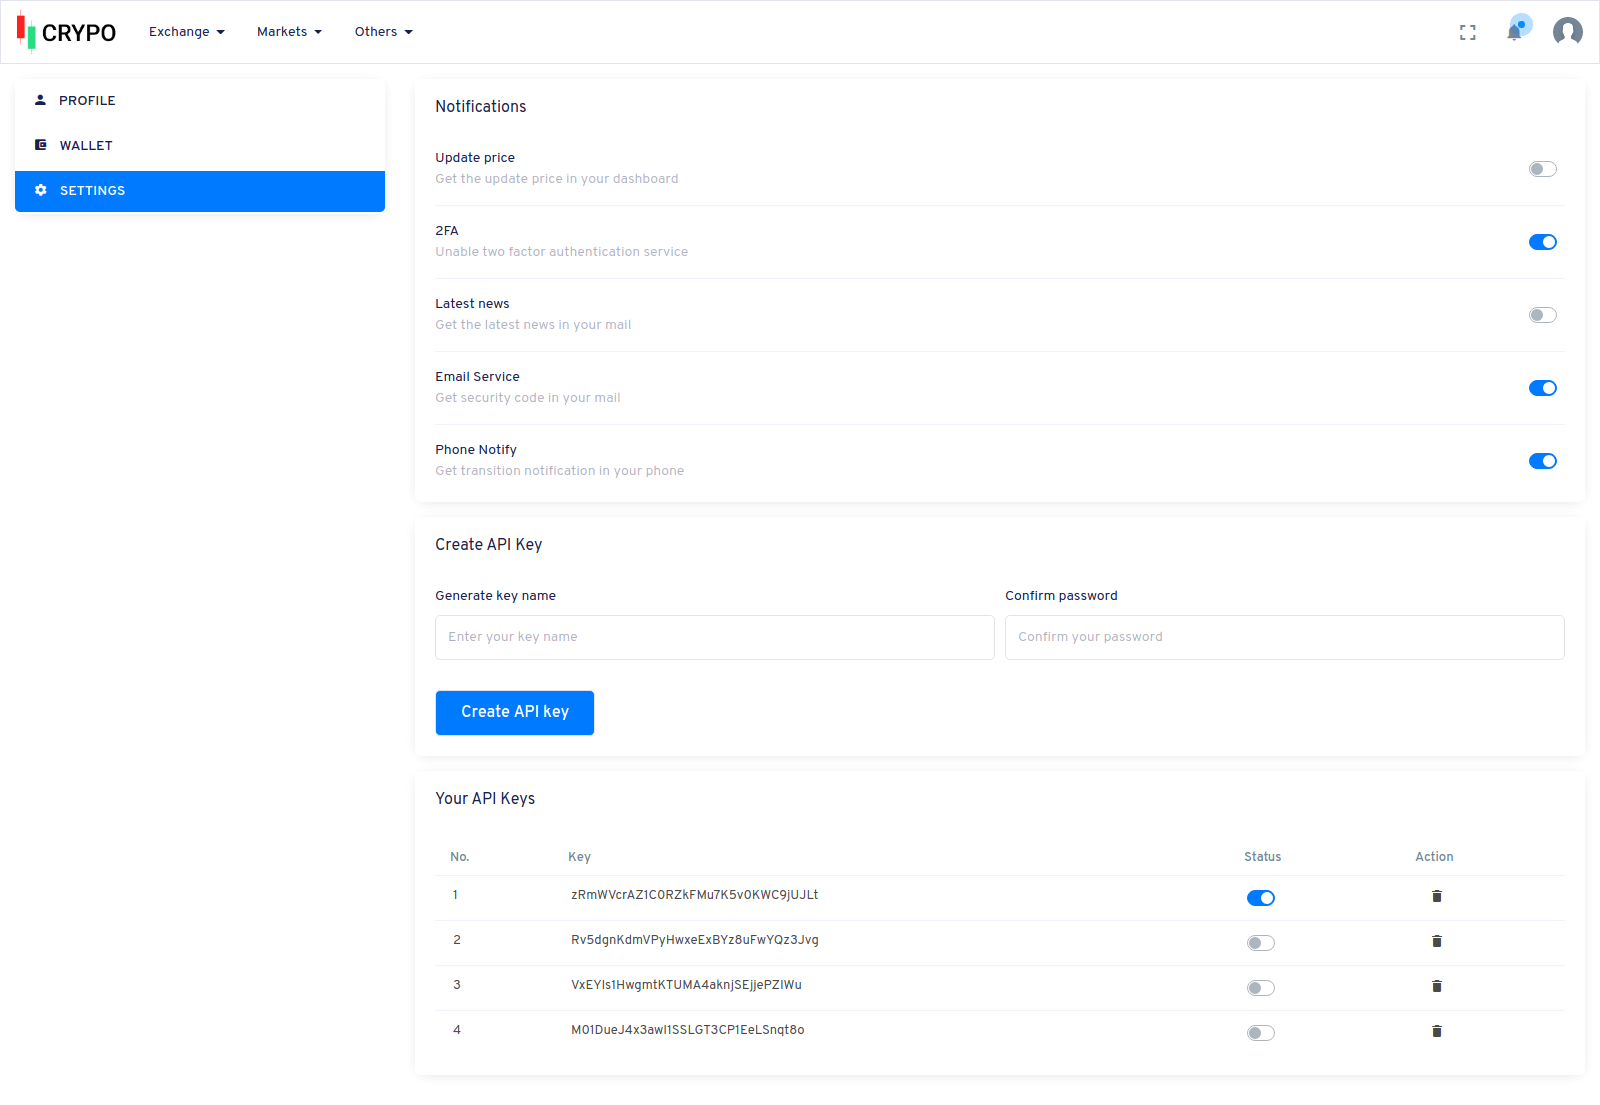 CRYPO Exchange Markets Others
PROFILE
WALLET
SETTINGS
Notifications
Update price
Get the update price in your dashboard
2FA
Unable two factor authentication service
Latest news
Get the latest news in your mail
Email Service
Get security code in your mail
Phone Notify
Get transition notification in your phone
Create API Key
Generate key name Confirm password
Enter your key name Confirm your password
Create API key
Your API Keys
No. Key Status Action
1 zRmWVcrAZ1C0RZkFMu7K5v0KWC9jUJLt
2 Rv5dgnKdmVPyHwxeExBYz8uFwYQz3Jvg
3 VxEYIs1HwgmtKTUMA4aknjSEjjePZIWu
4 M01DueJ4x3awI1SSLGT3CP1EeLSnqt8o